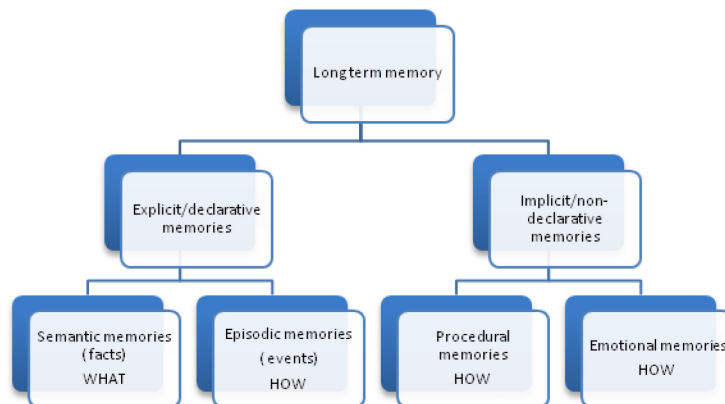 Long term memory
Explicit/declarative
memories
Implicit/non-
declarative
memories
Semantic memories
(facts)
WHAT
Episodic memories
(events)
HOW
Procedural
memories
HOW
Emotional memories
HOW